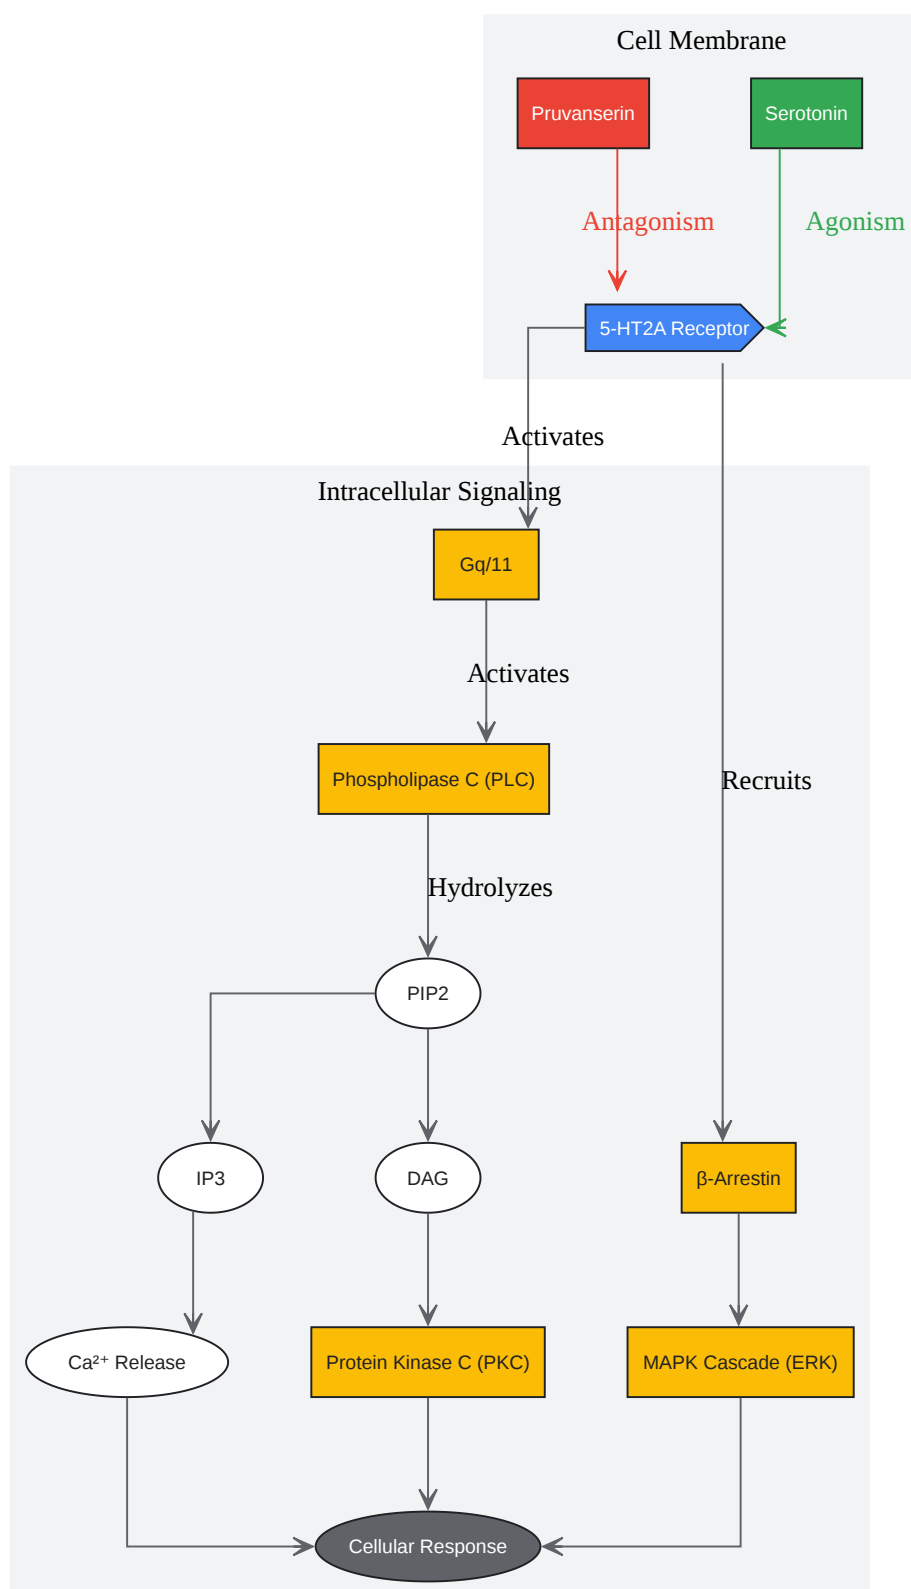 Cell Membrane
Pruvanserin
Serotonin
Antagonism
Agonism
5-HT2A Receptor
Activates
Intracellular Signaling
Gq/11
Activates
Phospholipase C (PLC)
Recruits
Hydrolyzes
PIP2
IP3
DAG
β-Arrestin
Ca²⁺ Release
Protein Kinase C (PKC)
MAPK Cascade (ERK)
Cellular Response